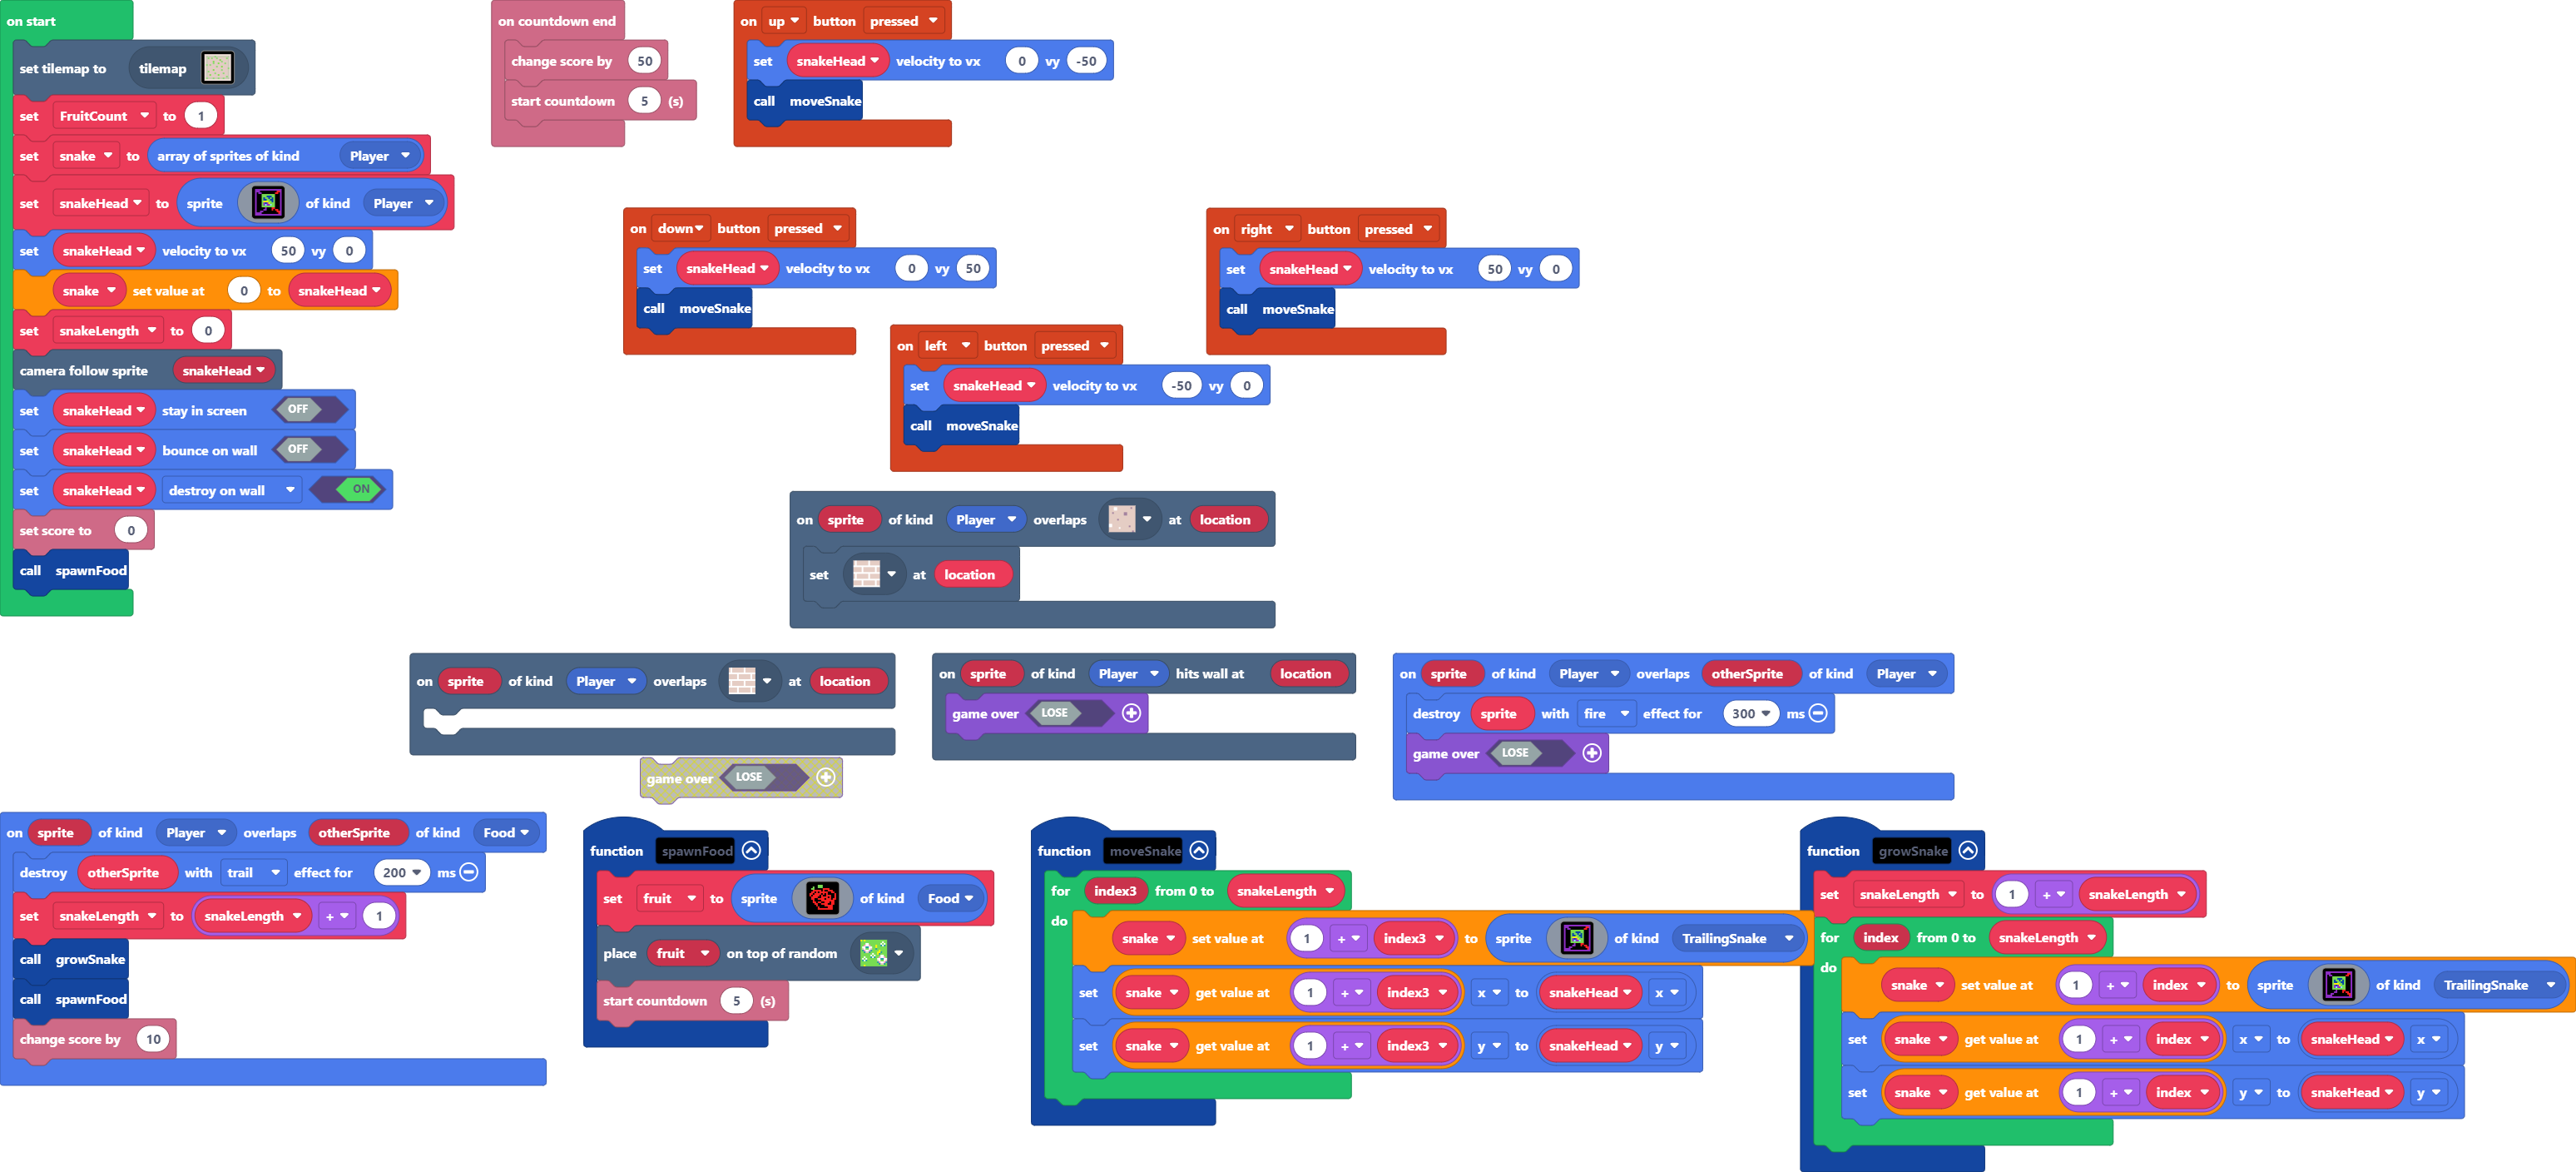 on start
set tilemap to tilemap
set FruitCount to 1
set snake to array of sprites of kind Player
set snakeHead to sprite of kind Player
set snakeHead velocity to vx 50 vy 0
snake set value at 0 to snakeHead
set snakeLength to 0
camera follow sprite snakeHead
set snakeHead stay in screen OFF
set snakeHead bounce on wall OFF
set snakeHead destroy on wall ON
set score to 0
call spawnFood
on countdown end
change score by 50
start countdown 5 (s)
on up button pressed
set snakeHead velocity to vx 0 vy -50
call moveSnake
on down button pressed
set snakeHead velocity to vx 0 vy 50
call moveSnake
on right button pressed
set snakeHead velocity to vx 50 vy 0
call moveSnake
on left button pressed
set snakeHead velocity to vx -50 vy 0
call moveSnake
on sprite of kind Player overlaps at location
set at location
on sprite of kind Player overlaps at location
game over LOSE
on sprite of kind Player hits wall at location
game over LOSE
on sprite of kind Player overlaps otherSprite of kind Player
destroy sprite with fire effect for 300 ms
game over LOSE
on sprite of kind Player overlaps otherSprite of kind Food
destroy otherSprite with trail effect for 200 ms
set snakeLength to snakeLength + 1
call growSnake
call spawnFood
change score by 10
function spawnFood
set fruit to sprite of kind Food
place fruit on top of random
start countdown 5 (s)
function moveSnake
for index3 from 0 to snakeLength
do
snake set value at 1 + index3 to sprite of kind TrailingSnake
set snake get value at 1 + index3 x to snakeHead x
set snake get value at 1 + index3 y to snakeHead y
function growSnake
set snakeLength to 1 + snakeLength
for index from 0 to snakeLength
do
snake set value at 1 + index to sprite of kind TrailingSnake
set snake get value at 1 + index x to snakeHead x
set snake get value at 1 + index y to snakeHead y